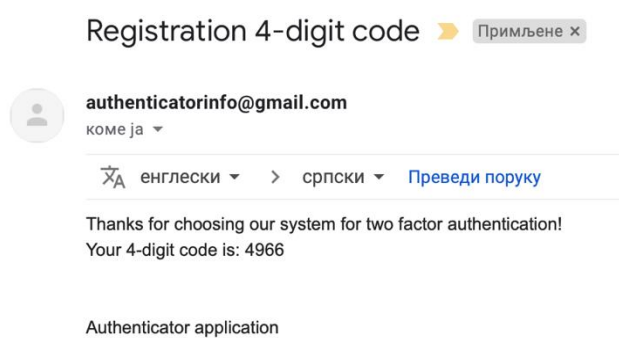 Registration 4-digit code Примљене ×
authenticatorinfo@gmail.com
коме ја
енглески > српски Преведи поруку
Thanks for choosing our system for two factor authentication!
Your 4-digit code is: 4966
Authenticator application